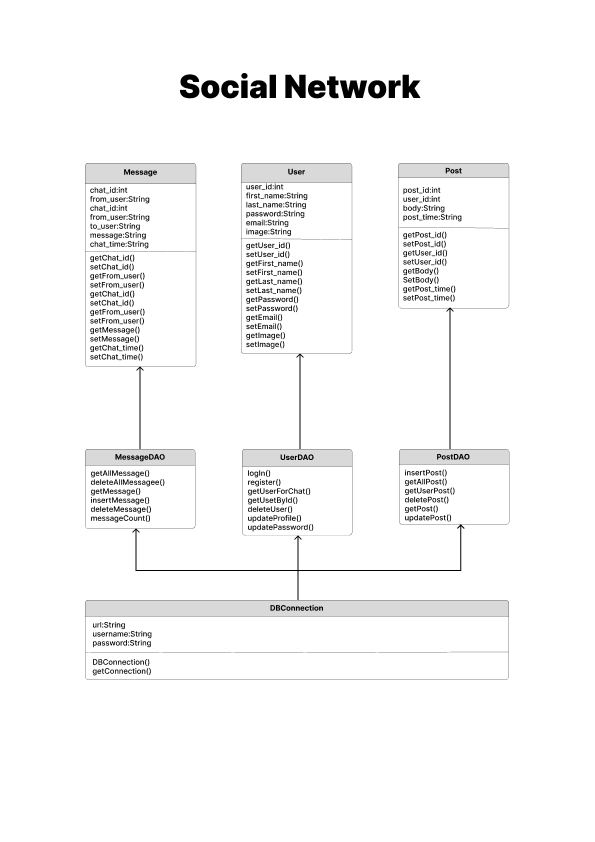 Social Network
Message
chat_id:int
from_user:String
chat_id:int
from_user:String
to_user:String
message:String
chat_time:String
getChat_id()
setChat_id()
getFrom_user()
setFrom_user()
getChat_id()
setChat_id()
getFrom_user()
setFrom_user()
getMessage()
setMessage()
getChat_time()
setChat_time()
User
user_id:int
first_name:String
last_name:String
password:String
email:String
image:String
getUser_id()
setUser_id()
getFirst_name()
setFirst_name()
getLast_name()
setLast_name()
getPassword()
setPassword()
getEmail()
setEmail()
getImage()
setImage()
Post
post_id:int
user_id:int
body:String
post_time:String
getPost_id()
setPost_id()
getUser_id()
setUser_id()
getBody()
SetBody()
getPost_time()
setPost_time()
MessageDAO
getAllMessage()
deleteAllMessagee()
getMessage()
insertMessage()
deleteMessage()
messageCount()
UserDAO
logIn()
register()
getUserForChat()
getUsetById()
deleteUser()
updateProfile()
updatePassword()
PostDAO
insertPost()
getAllPost()
getUserPost()
deletePost()
getPost()
updatePost()
DBConnection
url:String
username:String
password:String
DBConnection()
getConnection()